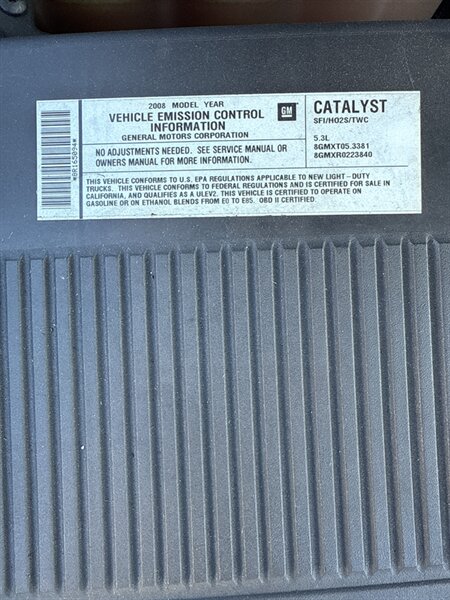 *8R165094*
2008 MODEL YEAR
VEHICLE EMISSION CONTROL
INFORMATION
GENERAL MOTORS CORPORATION
GM
NO ADJUSTMENTS NEEDED. SEE SERVICE MANUAL OR
OWNERS MANUAL FOR MORE INFORMATION.
CATALYST
SFI/HO2S/TWC
5.3L
8GMXT05.3381
8GMXR0223840
THIS VEHICLE CONFORMS TO U.S. EPA REGULATIONS APPLICABLE TO NEW LIGHT-DUTY
TRUCKS. THIS VEHICLE CONFORMS TO FEDERAL REGULATIONS AND IS CERTIFIED FOR SALE IN
CALIFORNIA, AND QUALIFIES AS A ULEV2. THIS VEHICLE IS CERTIFIED TO OPERATE ON
GASOLINE OR ON ETHANOL BLENDS FROM E0 TO E85. OBD II CERTIFIED.